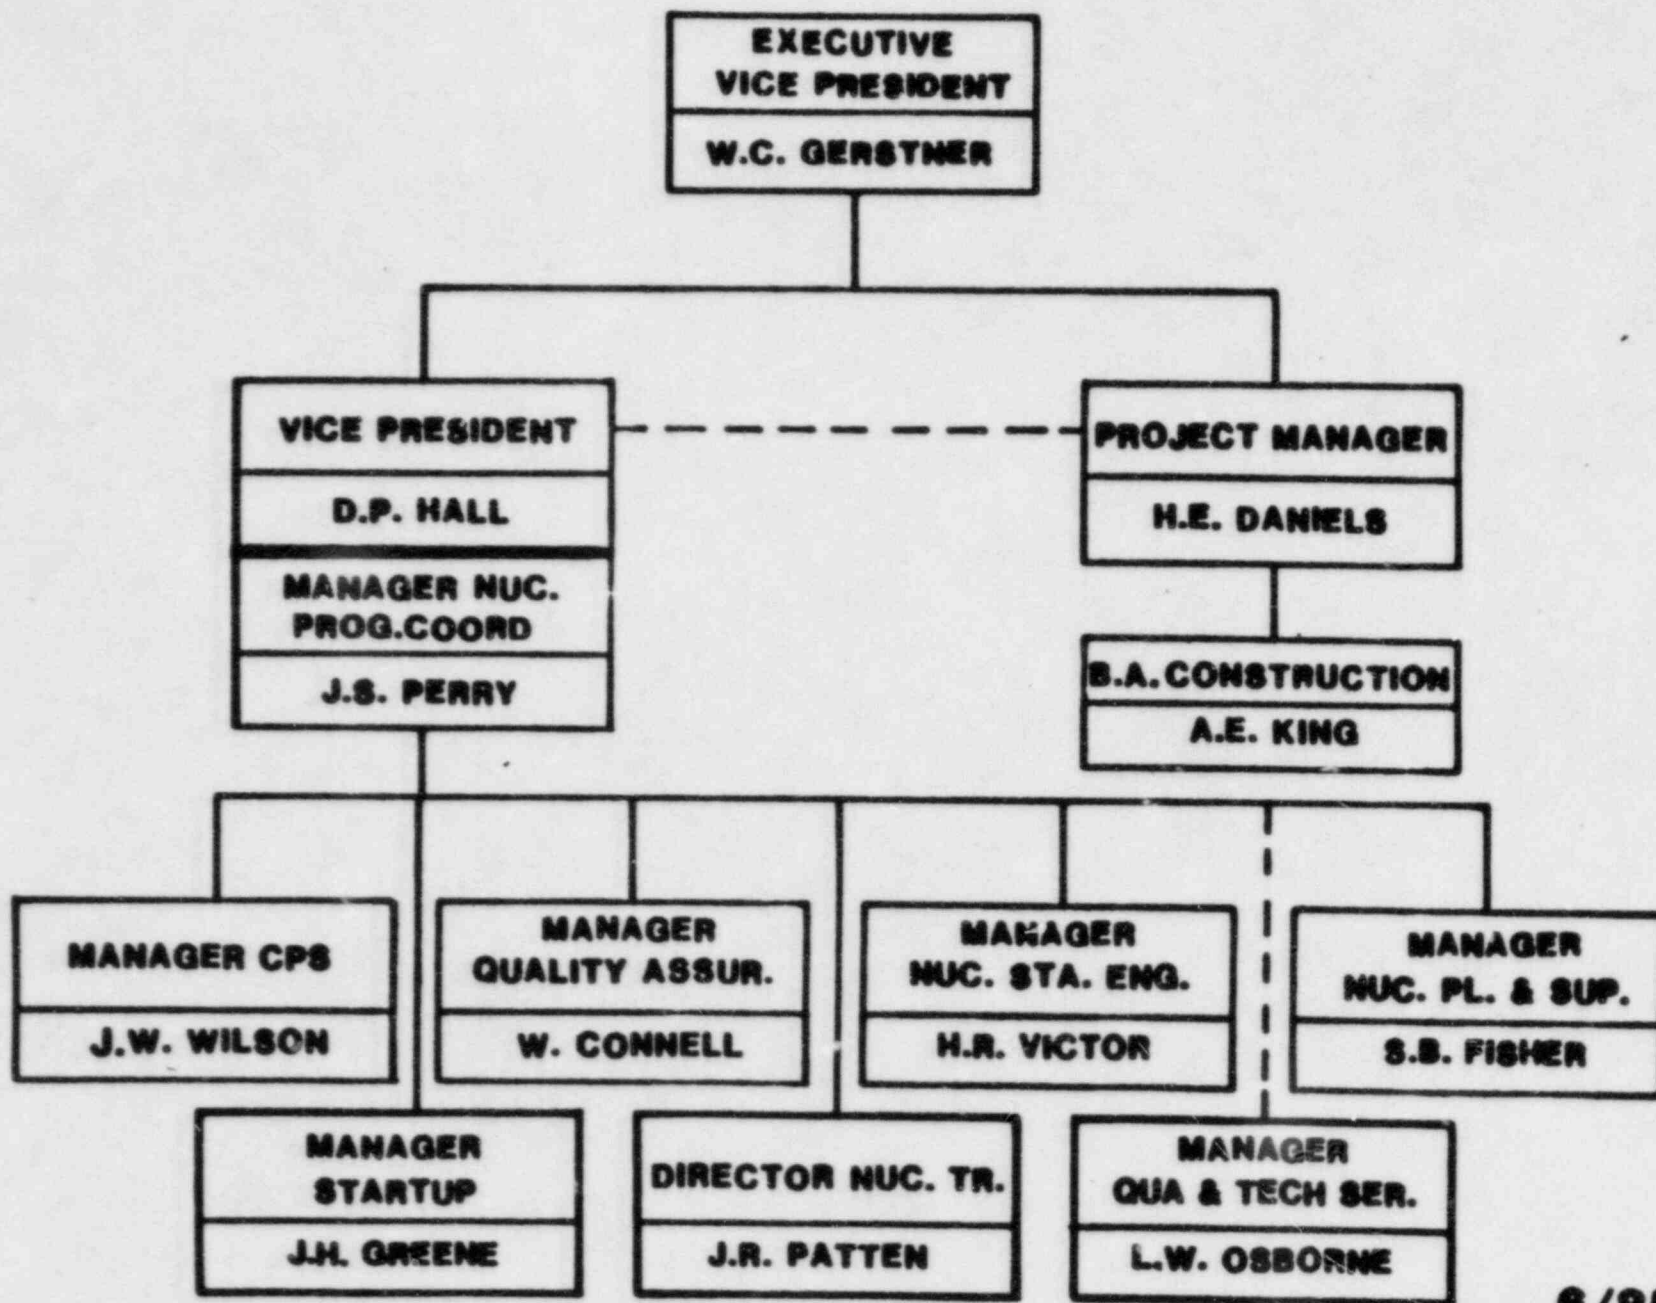 EXECUTIVE
VICE PRESIDENT
W.C. GERSTNER
VICE PRESIDENT
D.P. HALL
MANAGER NUC.
PROG.COORD
J.S. PERRY
PROJECT MANAGER
H.E. DANIELS
B.A.CONSTRUCTION
A.E. KING
MANAGER CPS
J.W. WILSON
MANAGER
QUALITY ASSUR.
W. CONNELL
MANAGER
NUC. STA. ENG.
H.R. VICTOR
MANAGER
NUC. PL. & SUP.
S.B. FISHER
MANAGER
STARTUP
J.H. GREENE
DIRECTOR NUC. TR.
J.R. PATTEN
MANAGER
QUA & TECH SER.
L.W. OSBORNE